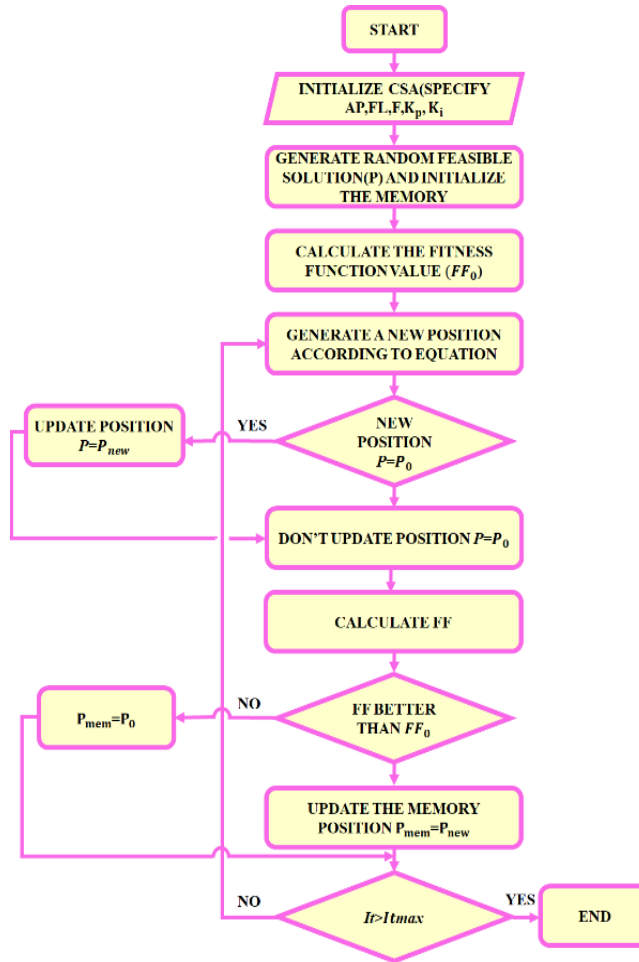 START
INITIALIZE CSA(SPECIFY
AP,FL,F,Kₚ, Kᵢ
GENERATE RANDOM FEASIBLE
SOLUTION(P) AND INITIALIZE
THE MEMORY
CALCULATE THE FITNESS
FUNCTION VALUE (FF₀)
GENERATE A NEW POSITION
ACCORDING TO EQUATION
NEW
POSITION
P=P₀
YES
UPDATE POSITION
P=Pₙₑw
DON'T UPDATE POSITION P=P₀
CALCULATE FF
FF BETTER
THAN FF₀
NO
Pₘₑₘ=P₀
UPDATE THE MEMORY
POSITION Pₘₑₘ=Pₙₑw
It>Itmax
NO
YES
END